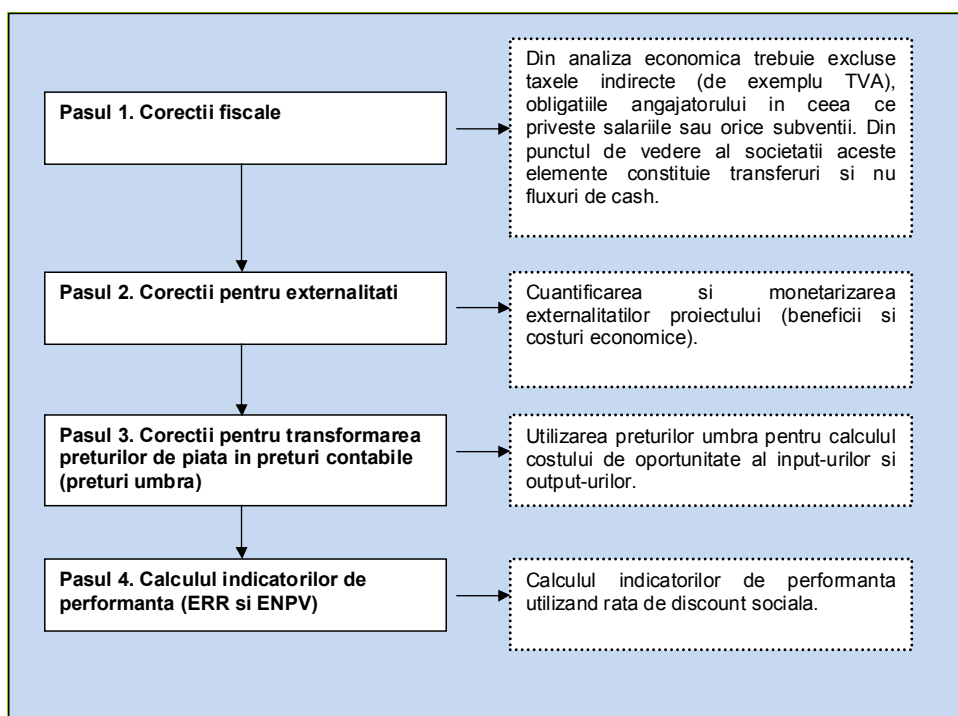 Pasul 1. Corectii fiscale
Din analiza economica trebuie excluse
taxele indirecte (de exemplu TVA),
obligatiile angajatorului in ceea ce
priveste salariile sau orice subventii. Din
punctul de vedere al societatii aceste
elemente constituie transferuri si nu
fluxuri de cash.
Pasul 2. Corectii pentru externalitati
Cuantificarea si monetarizarea
externalitatilor proiectului (beneficii si
costuri economice).
Pasul 3. Corectii pentru transformarea
preturilor de piata in preturi contabile
(preturi umbra)
Utilizarea preturilor umbra pentru calculul
costului de oportunitate al input-urilor si
output-urilor.
Pasul 4. Calculul indicatorilor de
performanta (ERR si ENPV)
Calculul indicatorilor de performanta
utilizand rata de discount sociala.